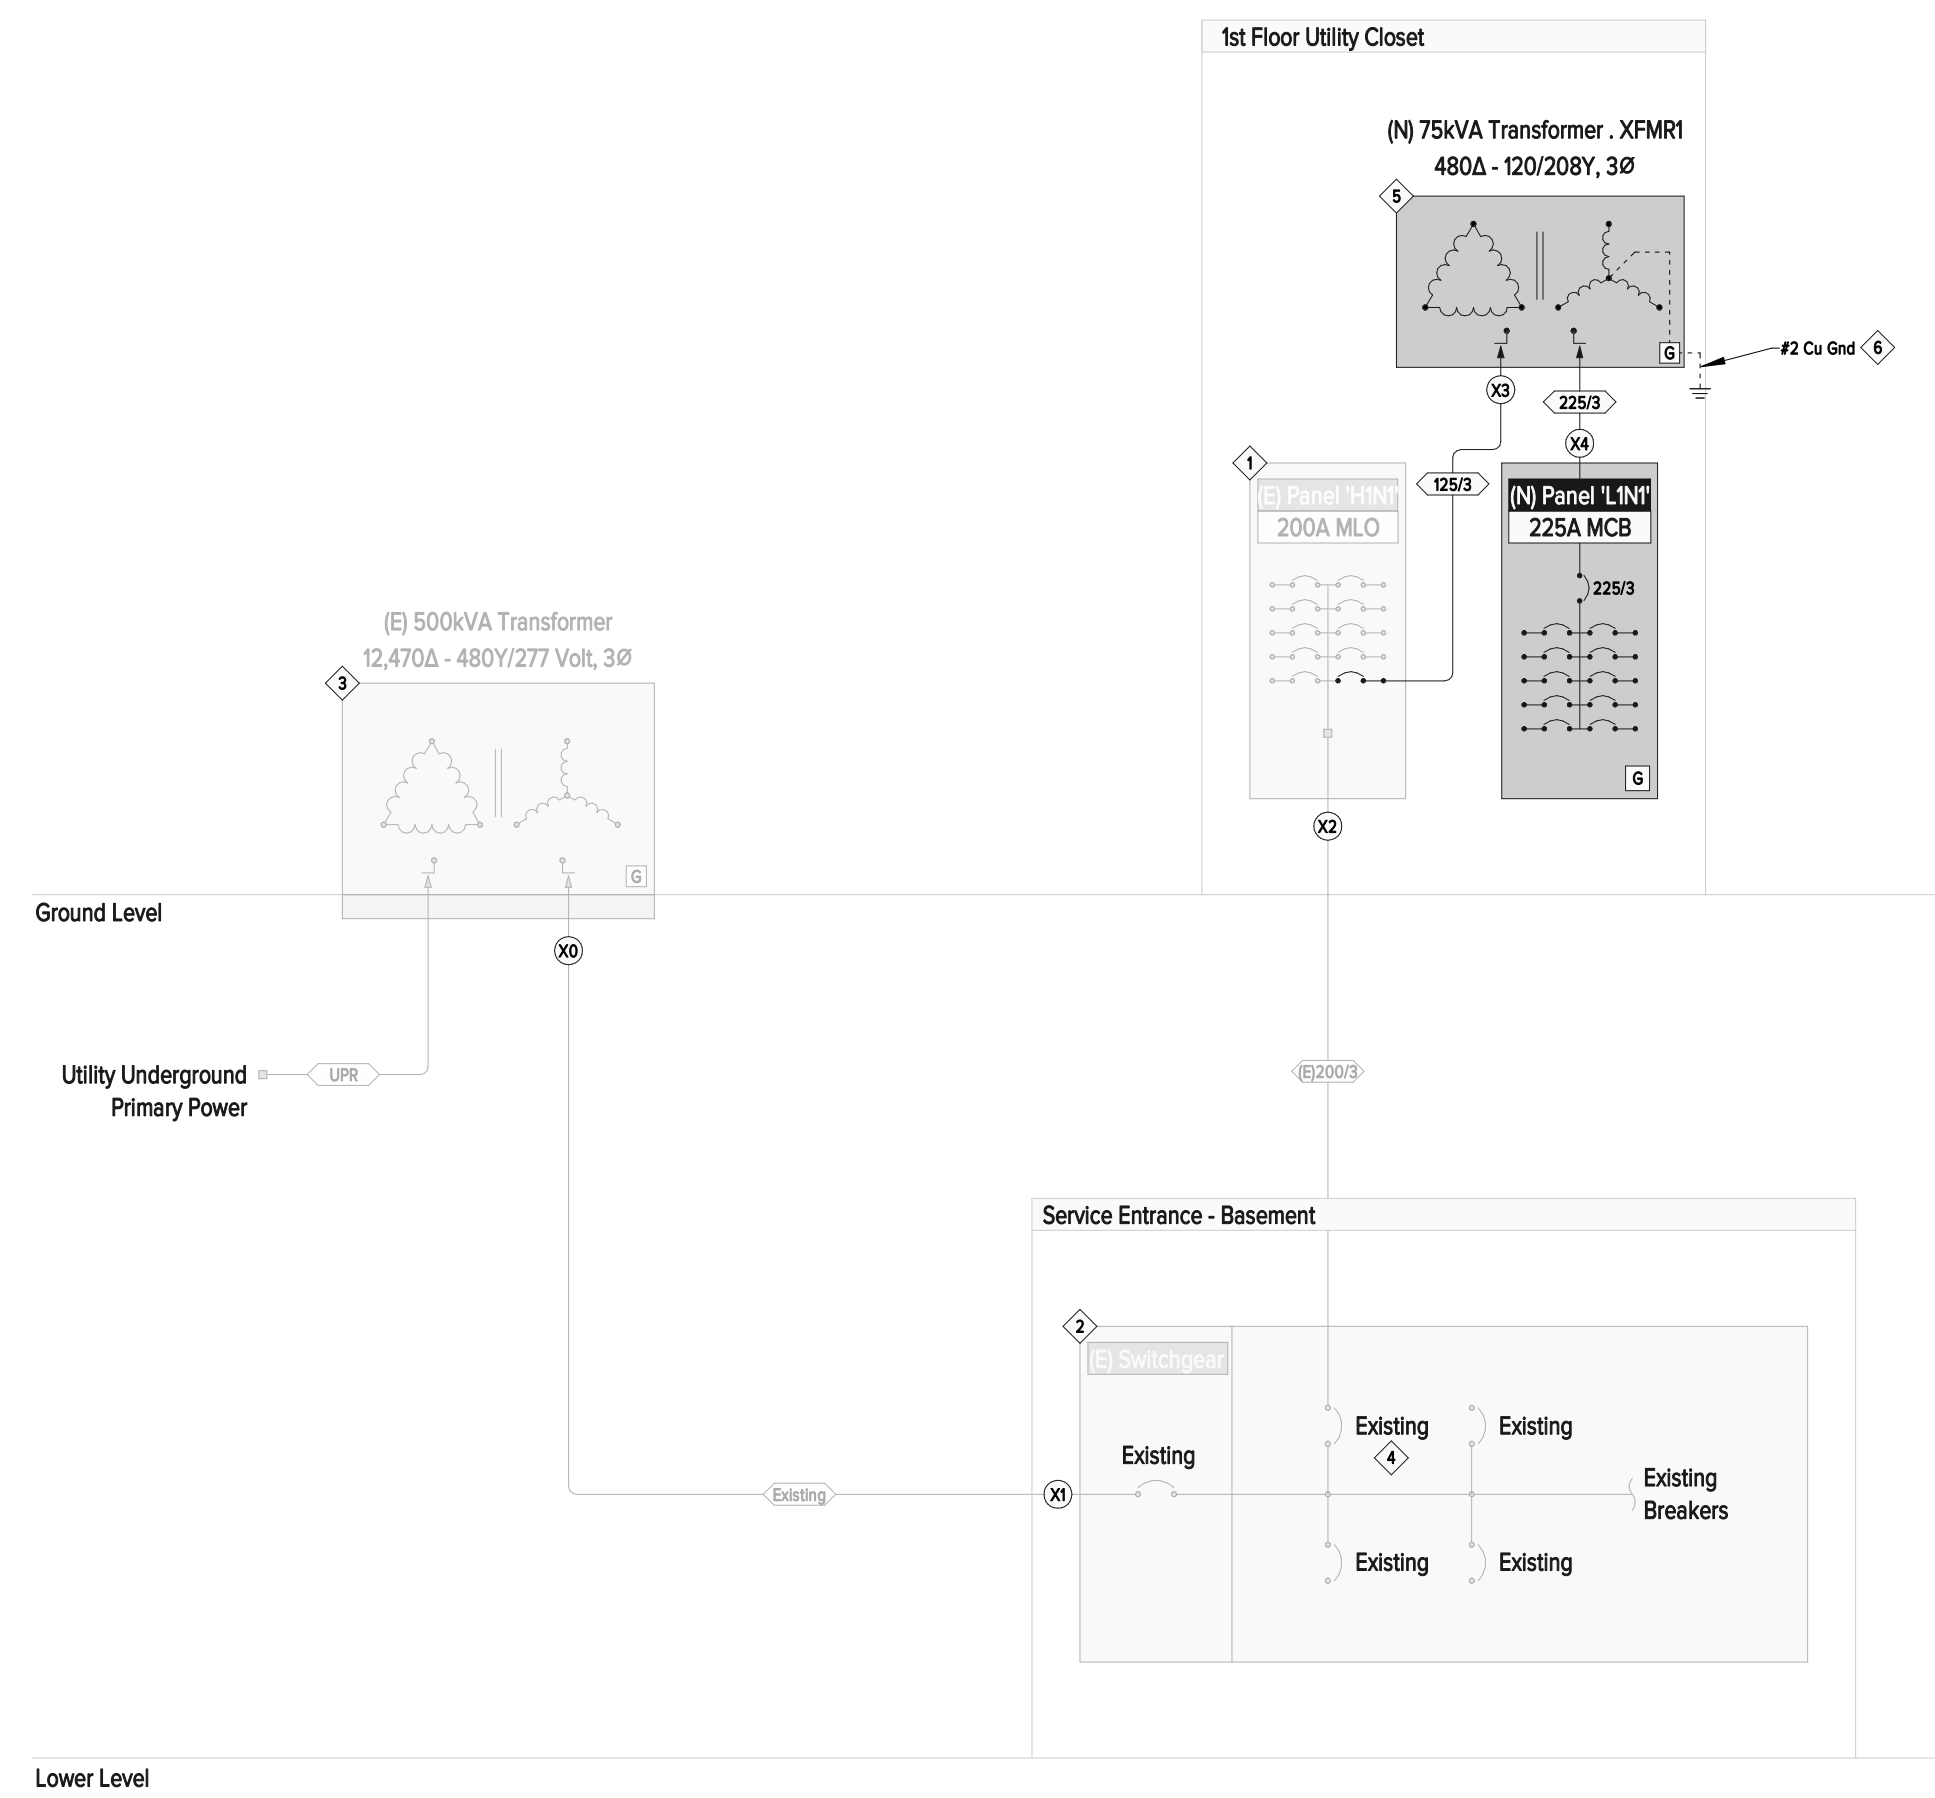 1st Floor Utility Closet
(N) 75kVA Transformer . XFMR1
480Δ - 120/208Y, 3Ø
5
G
#2 Cu Gnd
6
X3
225/3
X4
1
125/3
(E) Panel 'H1N1'
200A MLO
(N) Panel 'L1N1'
225A MCB
225/3
G
X2
(E) 500kVA Transformer
12,470Δ - 480Y/277 Volt, 3Ø
3
G
Ground Level
X0
Utility Underground
Primary Power
UPR
(E)200/3
Service Entrance - Basement
2
(E) Switchgear
Existing
Existing
Existing
4
Existing
Breakers
Existing
X1
Existing
Existing
Lower Level